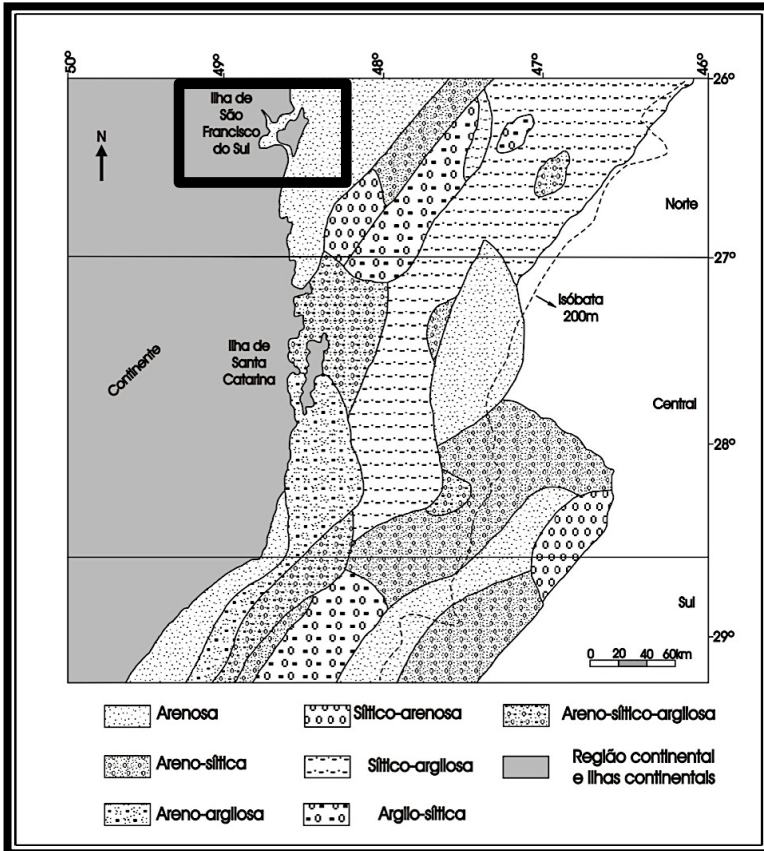 50°
49°
48°
47°
46°
26°
Ilha de
São
Francisco
do Sul
N
Norte
27°
Isóbata
200m
Ilha de
Santa
Catarina
Continente
Central
28°
Sul
29°
0 20 40 60km
Arenosa
Síltico-arenosa
Areno-síltico-argilosa
Areno-síltica
Síltico-argilosa
Região continental
e ilhas continentais
Areno-argilosa
Argilo-síltica